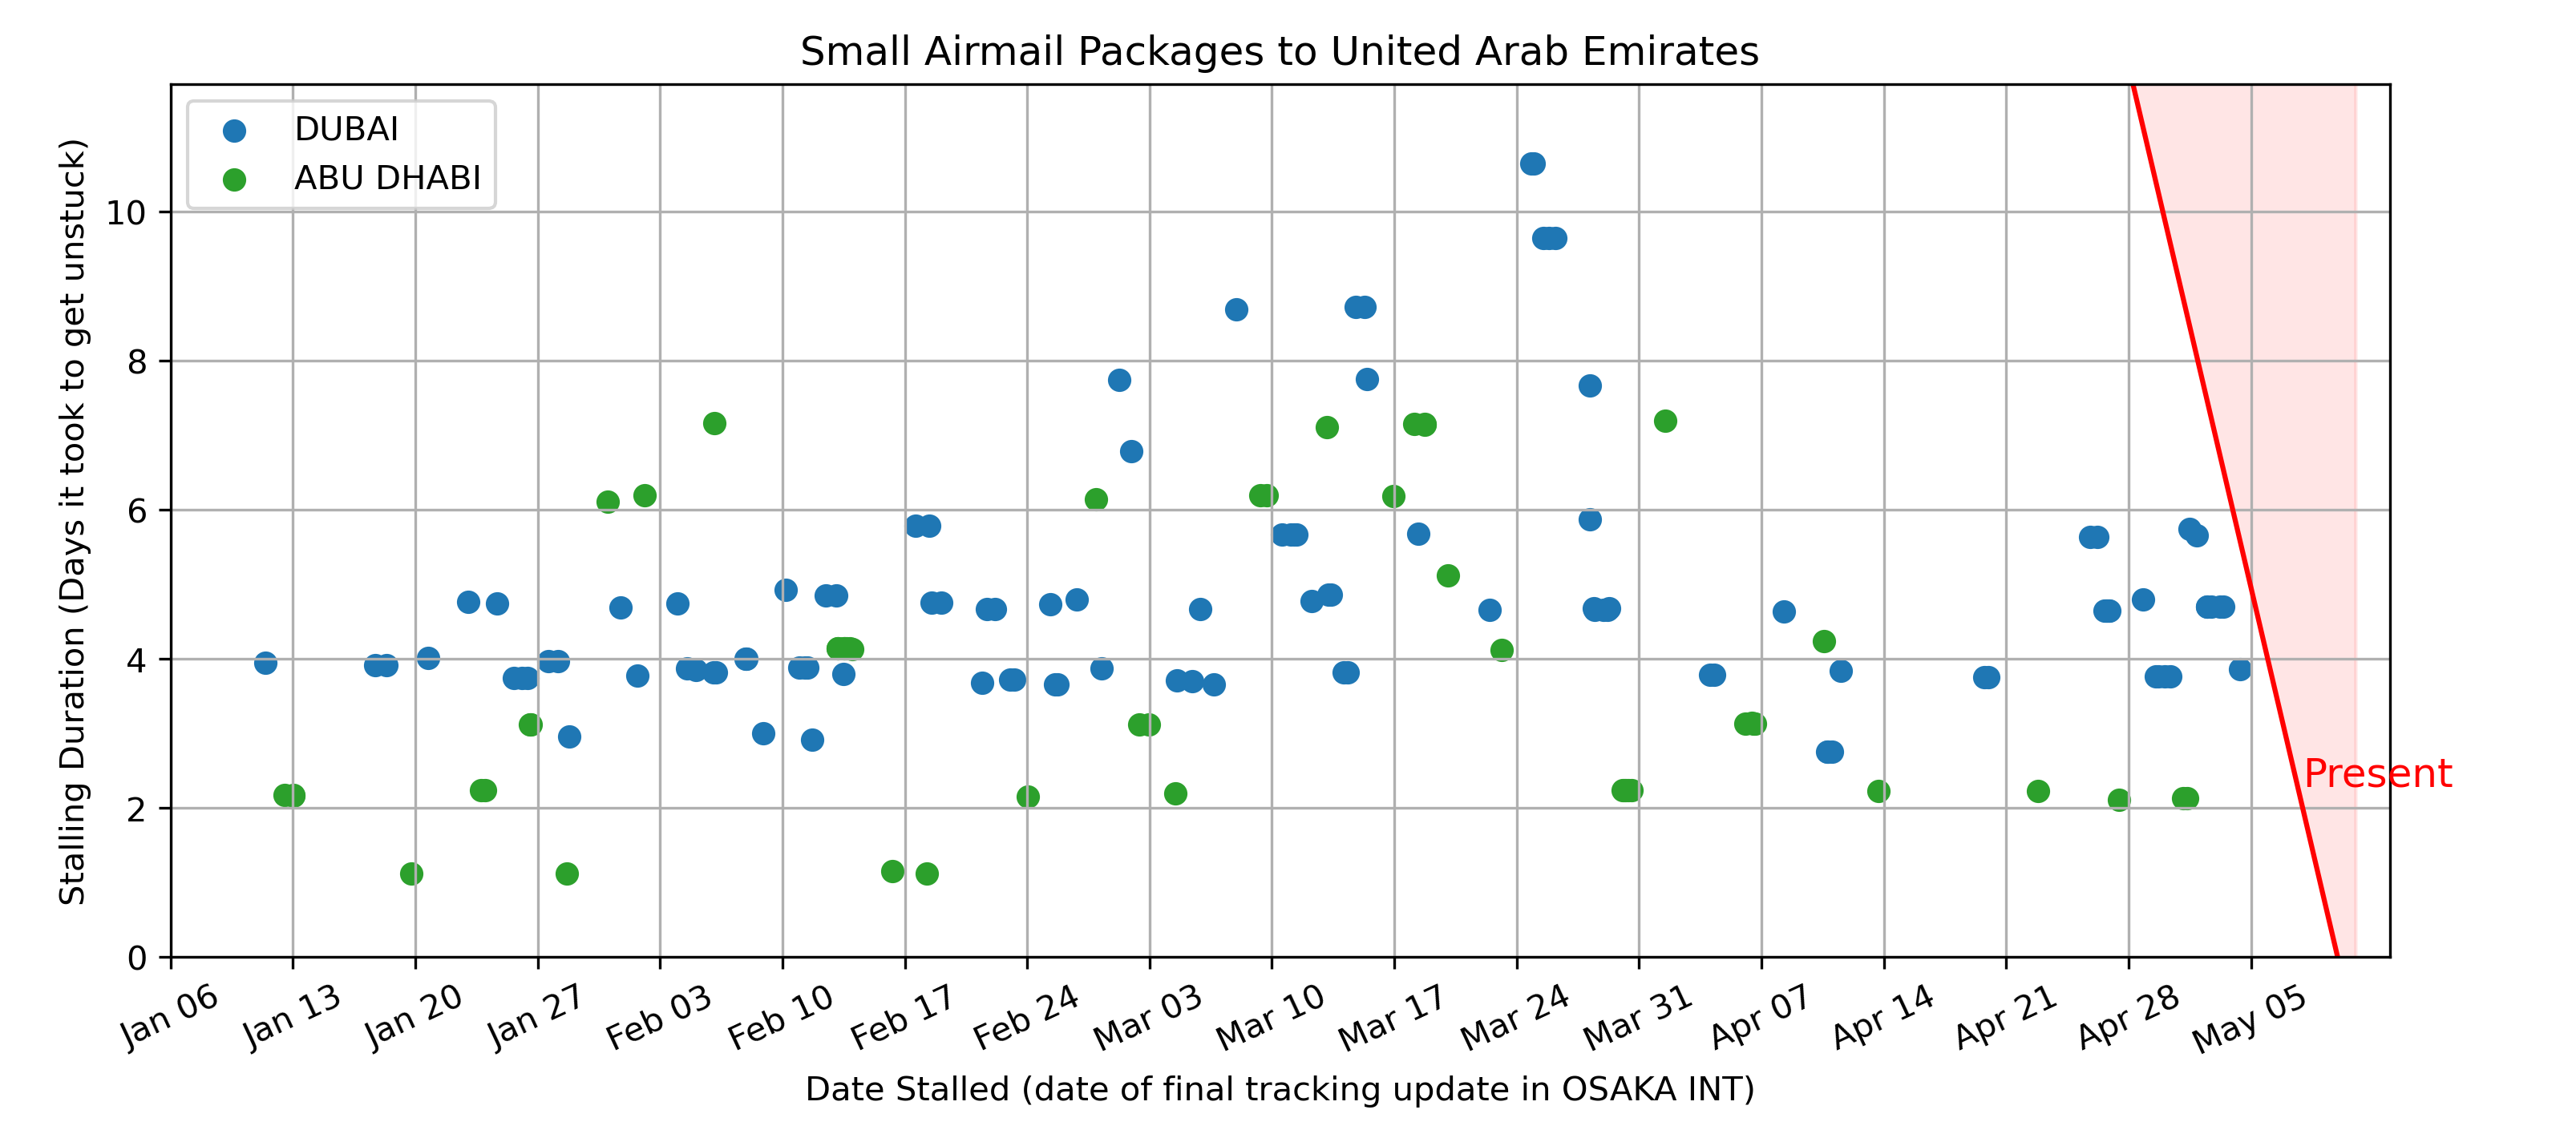 Small Airmail Packages to United Arab Emirates
DUBAI
ABU DHABI
Stalling Duration (Days it took to get unstuck)
10
8
6
4
2
0
Present
Jan 06
Jan 13
Jan 20
Jan 27
Feb 03
Feb 10
Feb 17
Feb 24
Mar 03
Mar 10
Mar 17
Mar 24
Mar 31
Apr 07
Apr 14
Apr 21
Apr 28
May 05
Date Stalled (date of final tracking update in OSAKA INT)